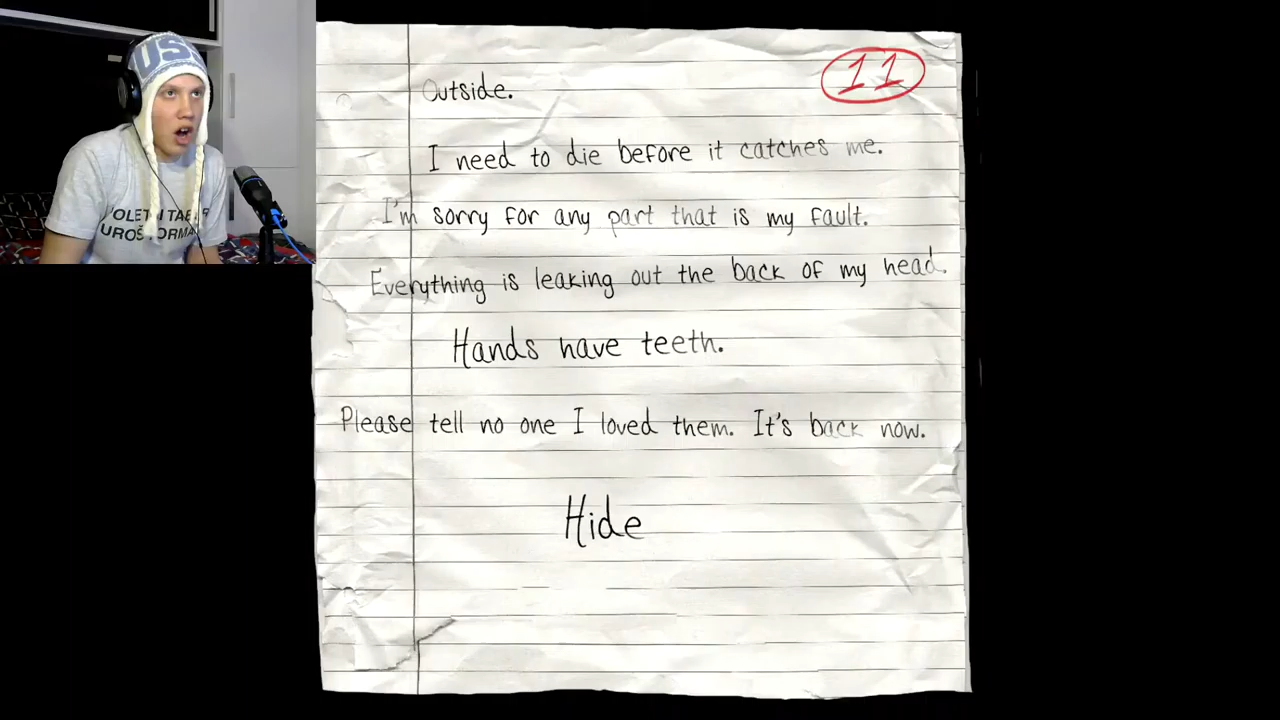 US
11
Outside.
I need to die before it catches me.
I'm sorry for any part that is my fault.
Everything is leaking out the back of my head.
Hands have teeth.
Please tell no one I loved them. It's back now.
Hide